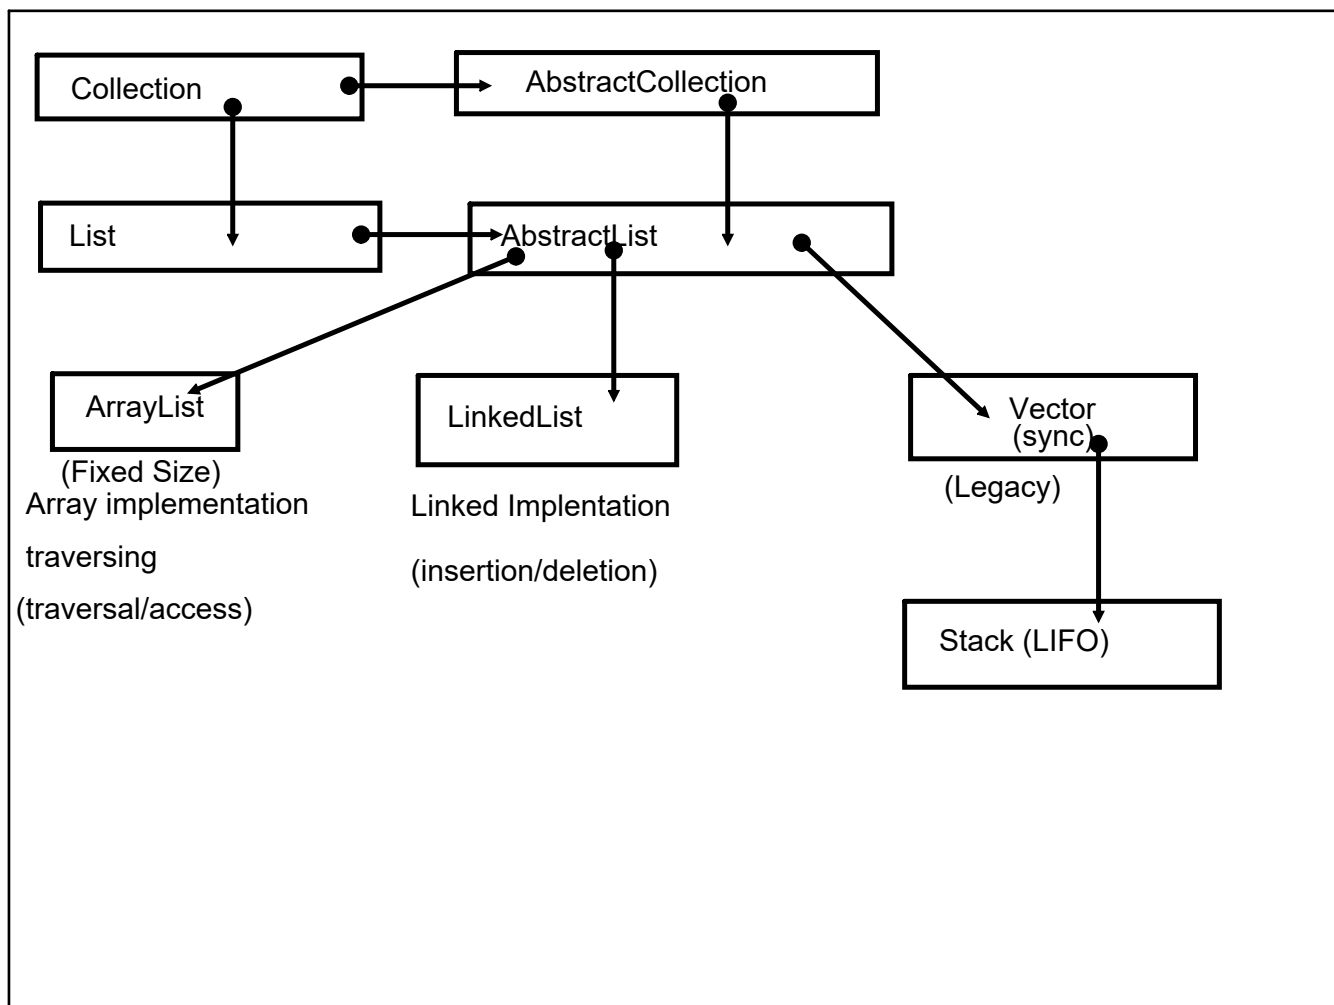 Collection
AbstractCollection
List
AbstractList
ArrayList
(Fixed Size)
Array implementation
traversing
(traversal/access)
LinkedList
Linked Implentation
(insertion/deletion)
Vector
(sync)
(Legacy)
Stack (LIFO)